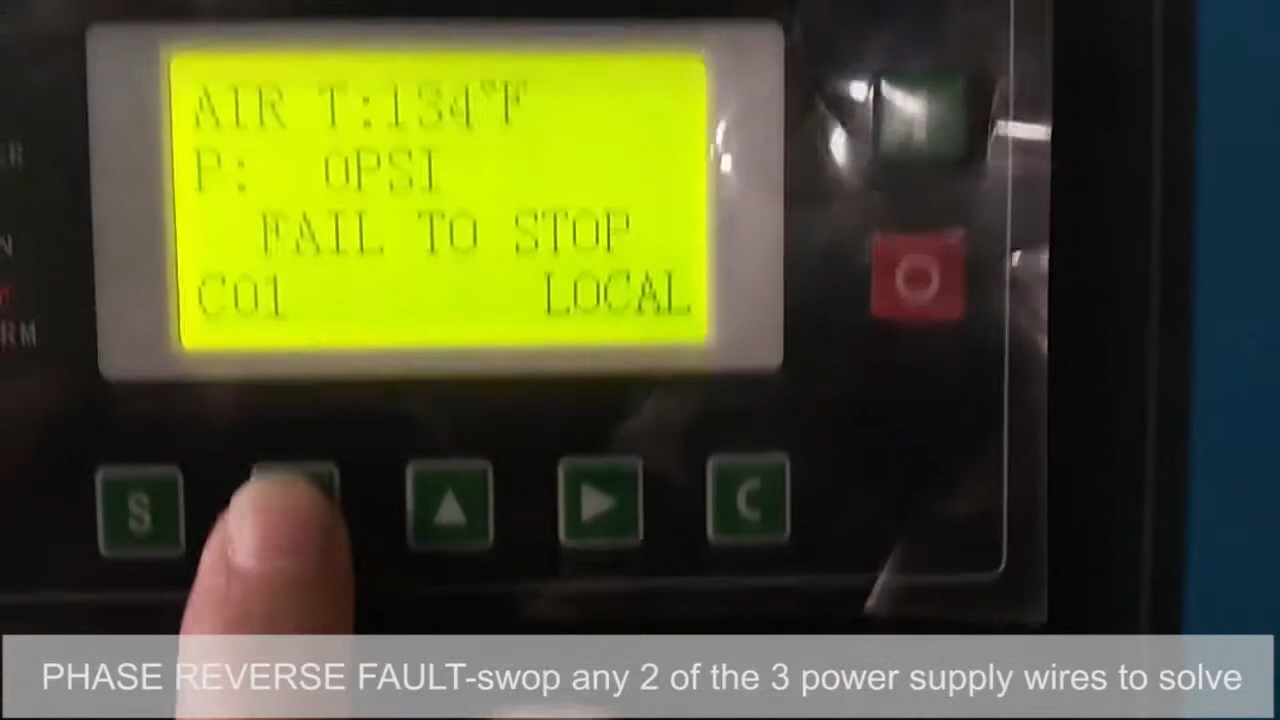 AIR T:134°F
P: 0PSI
FAIL TO STOP
C01 LOCAL
RM
S
C
PHASE REVERSE FAULT-swop any 2 of the 3 power supply wires to solve